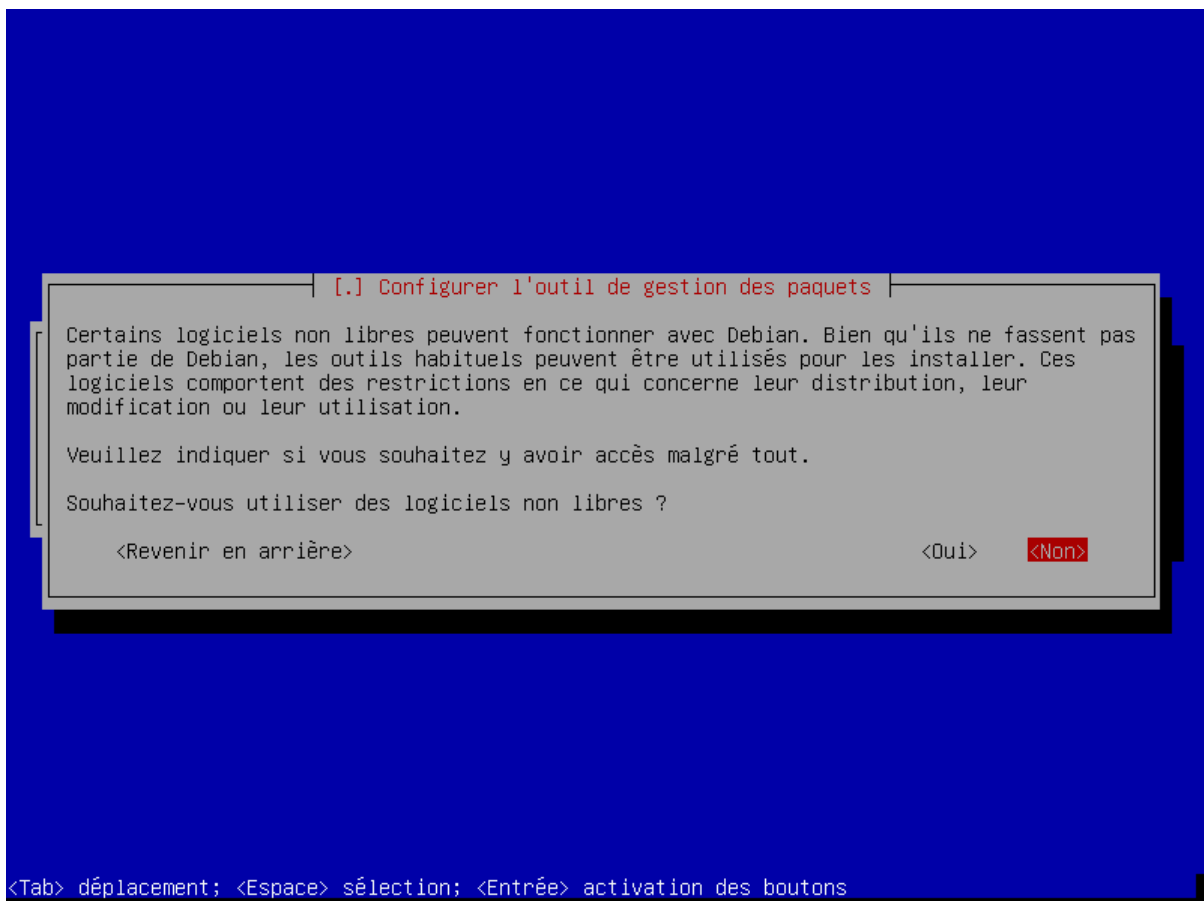 [.] Configurer l'outil de gestion des paquets
Certains logiciels non libres peuvent fonctionner avec Debian. Bien qu'ils ne fassent pas
partie de Debian, les outils habituels peuvent être utilisés pour les installer. Ces
logiciels comportent des restrictions en ce qui concerne leur distribution, leur
modification ou leur utilisation.
Veuillez indiquer si vous souhaitez y avoir accès malgré tout.
Souhaitez-vous utiliser des logiciels non libres ?
<Revenir en arrière> <Oui> <Non>
<Tab> déplacement; <Espace> sélection; <Entrée> activation des boutons